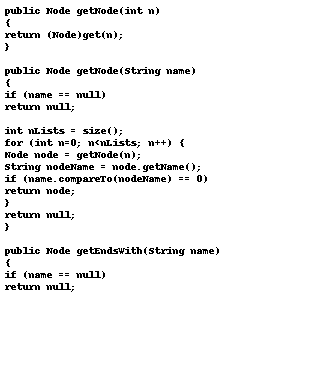 public Node getNode(int n)
{
return (Node)get(n);
}

public Node getNode(String name)
{
if (name == null)
return null;

int nLists = size();
for (int n=0; n<nLists; n++) {
Node node = getNode(n);
String nodeName = node.getName();
if (name.compareTo(nodeName) == 0)
return node;
}
return null;
}

public Node getEndsWith(String name)
{
if (name == null)
return null;